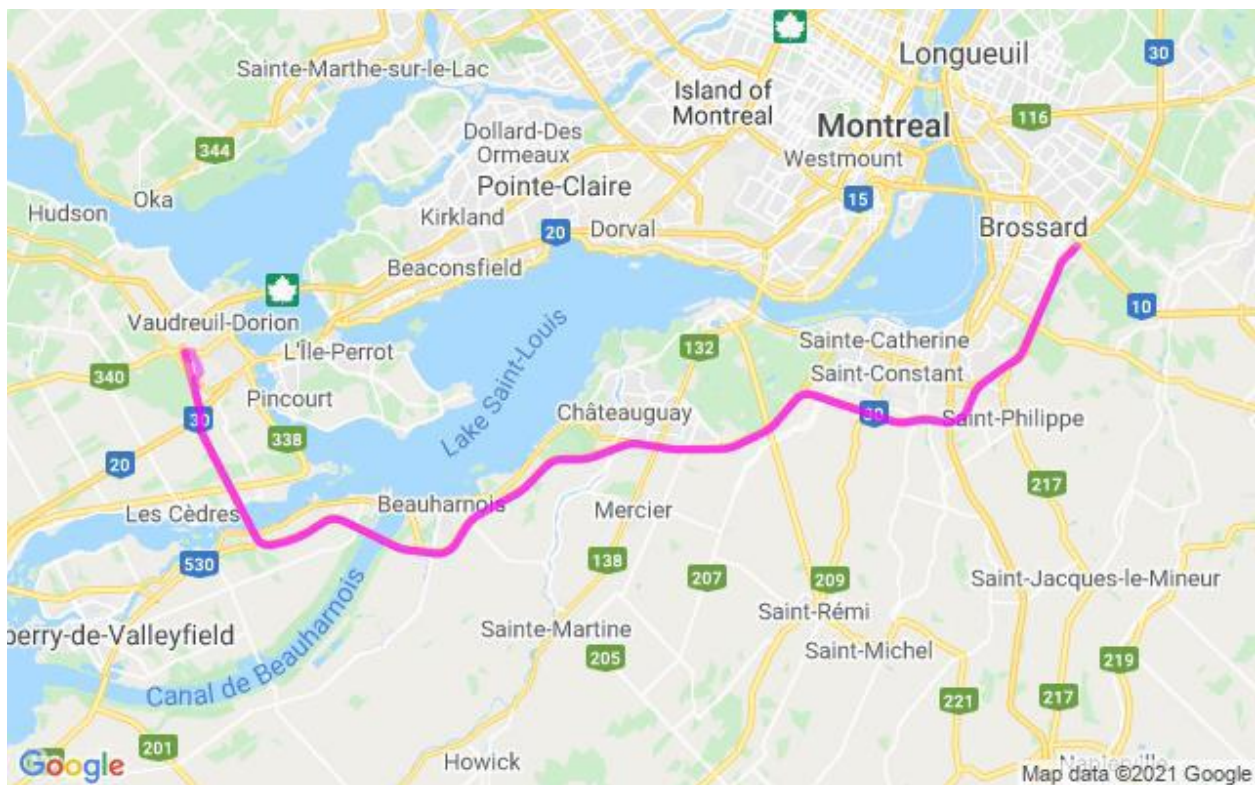 Longueuil
30
Sainte-Marthe-sur-le-Lac
Island of
Montreal
116
Dollard-Des
Ormeaux
Montreal
344
Westmount
Pointe-Claire
Oka
15
Hudson
Kirkland
20
Dorval
Brossard
Beaconsfield
10
Vaudreuil-Dorion
Lake Saint-Louis
L'Île-Perrot
132
Sainte-Catherine
340
Saint-Constant
Pincourt
30
Châteauguay
30
Saint-Philippe
338
20
217
Beauharnois
Mercier
Les Cèdres
530
138
207
209
Saint-Jacques-le-Mineur
Saint-Rémi
perry-de-Valleyfield
Sainte-Martine
Saint-Michel
205
219
Canal de Beauharnois
221
217
201
Howick
Napierville
Google
Map data ©2021 Google